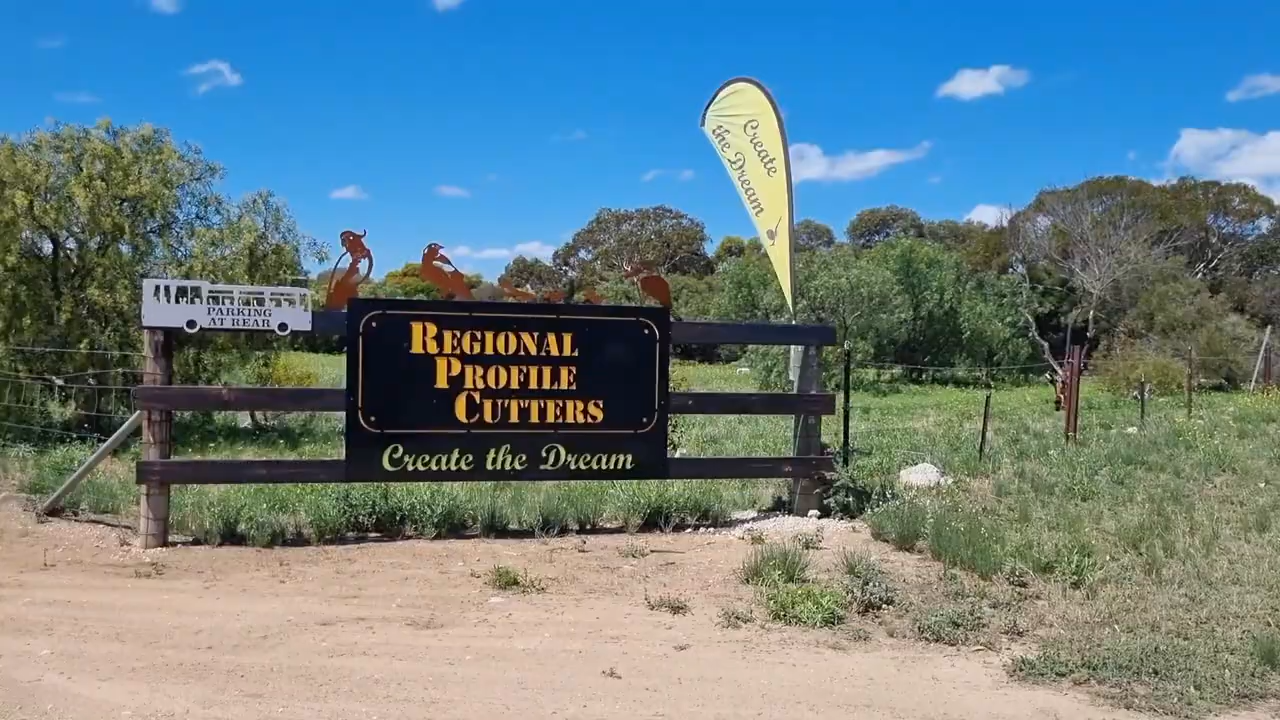 PARKING
AT REAR
REGIONAL
PROFILE
CUTTERS
Create the Dream
Create
the Dream